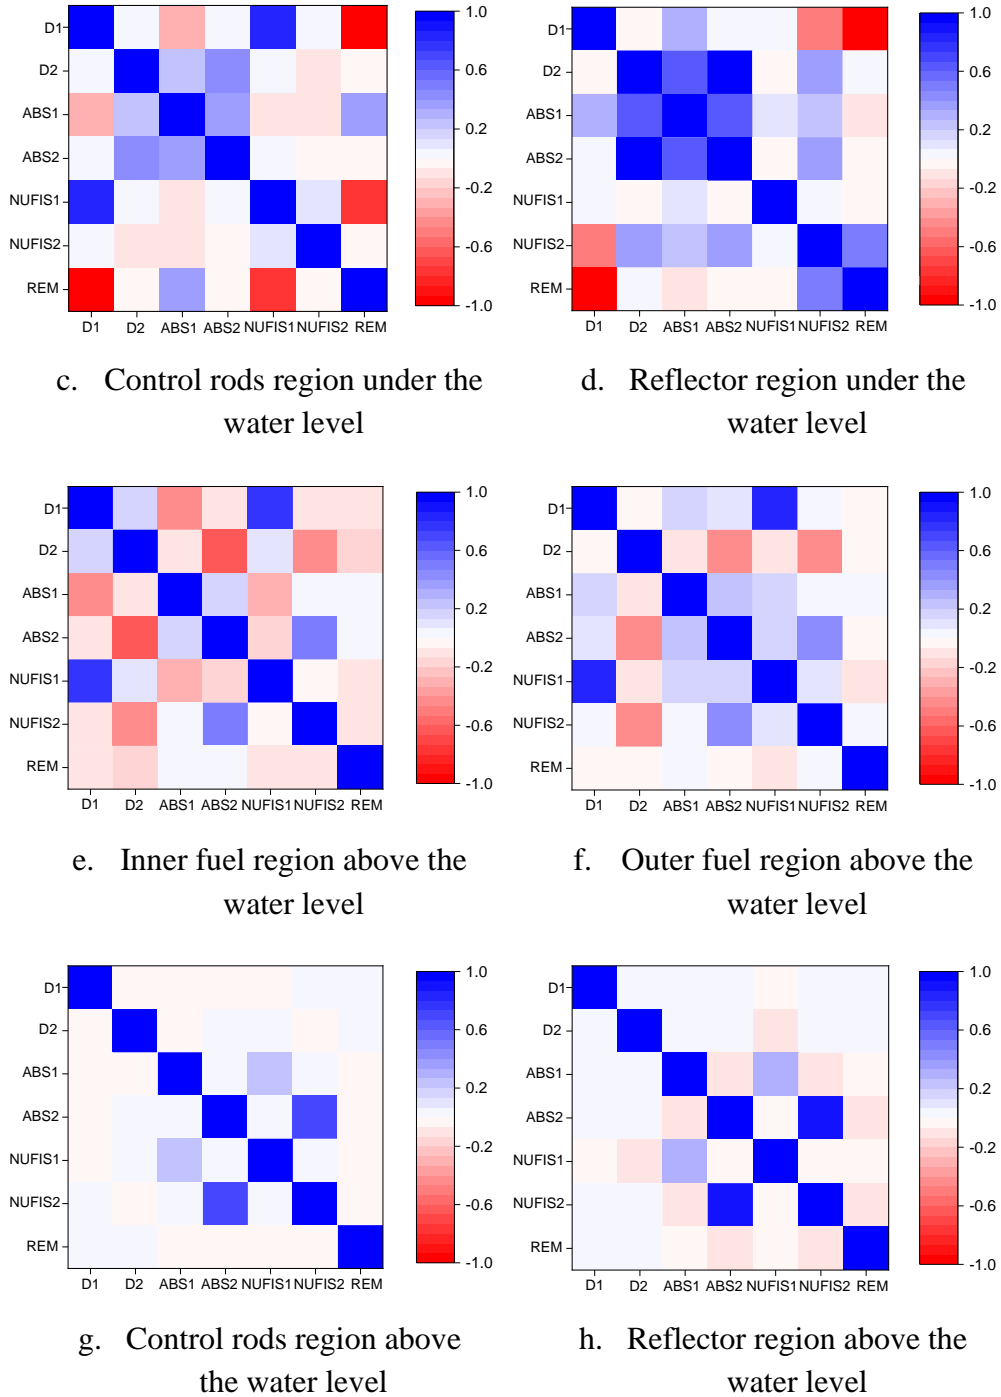 D1
D2
ABS1
ABS2
NUFIS1
NUFIS2
REM
D1 D2 ABS1 ABS2 NUFIS1 NUFIS2 REM
1.0
0.6
0.2
-0.2
-0.6
-1.0
c. Control rods region under the
water level
D1
D2
ABS1
ABS2
NUFIS1
NUFIS2
REM
D1 D2 ABS1 ABS2 NUFIS1 NUFIS2 REM
1.0
0.6
0.2
-0.2
-0.6
-1.0
d. Reflector region under the
water level
D1
D2
ABS1
ABS2
NUFIS1
NUFIS2
REM
D1 D2 ABS1 ABS2 NUFIS1 NUFIS2 REM
1.0
0.6
0.2
-0.2
-0.6
-1.0
e. Inner fuel region above the
water level
D1
D2
ABS1
ABS2
NUFIS1
NUFIS2
REM
D1 D2 ABS1 ABS2 NUFIS1 NUFIS2 REM
1.0
0.6
0.2
-0.2
-0.6
-1.0
f. Outer fuel region above the
water level
D1
D2
ABS1
ABS2
NUFIS1
NUFIS2
REM
D1 D2 ABS1 ABS2 NUFIS1 NUFIS2 REM
1.0
0.6
0.2
-0.2
-0.6
-1.0
g. Control rods region above
the water level
D1
D2
ABS1
ABS2
NUFIS1
NUFIS2
REM
D1 D2 ABS1 ABS2 NUFIS1 NUFIS2 REM
1.0
0.6
0.2
-0.2
-0.6
-1.0
h. Reflector region above the
water level